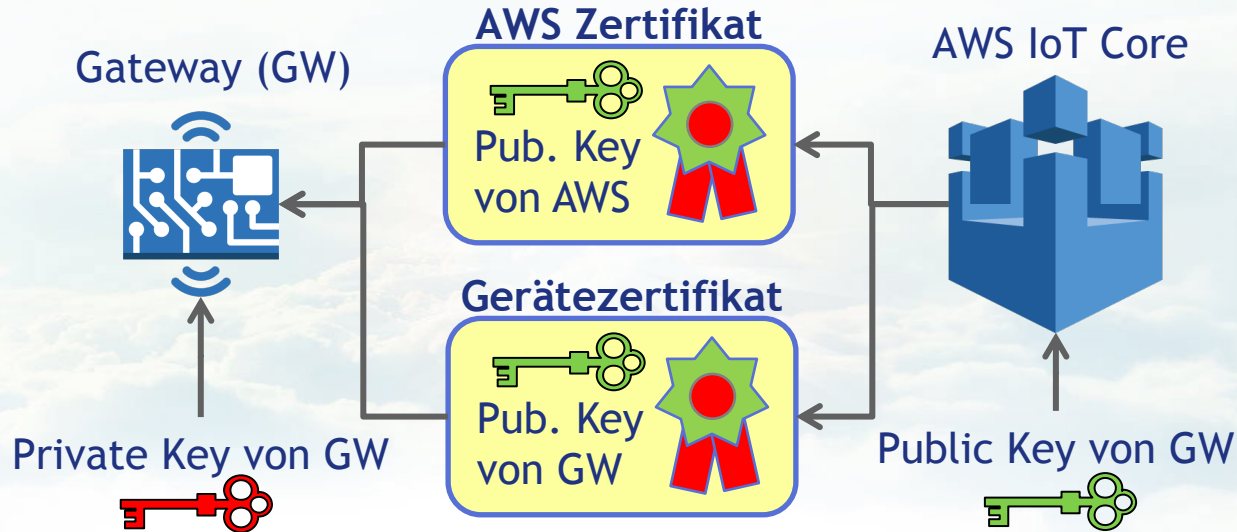 Gateway (GW)
AWS Zertifikat
Pub. Key
von AWS
AWS IoT Core
Gerätezertifikat
Pub. Key
von GW
Private Key von GW
Public Key von GW